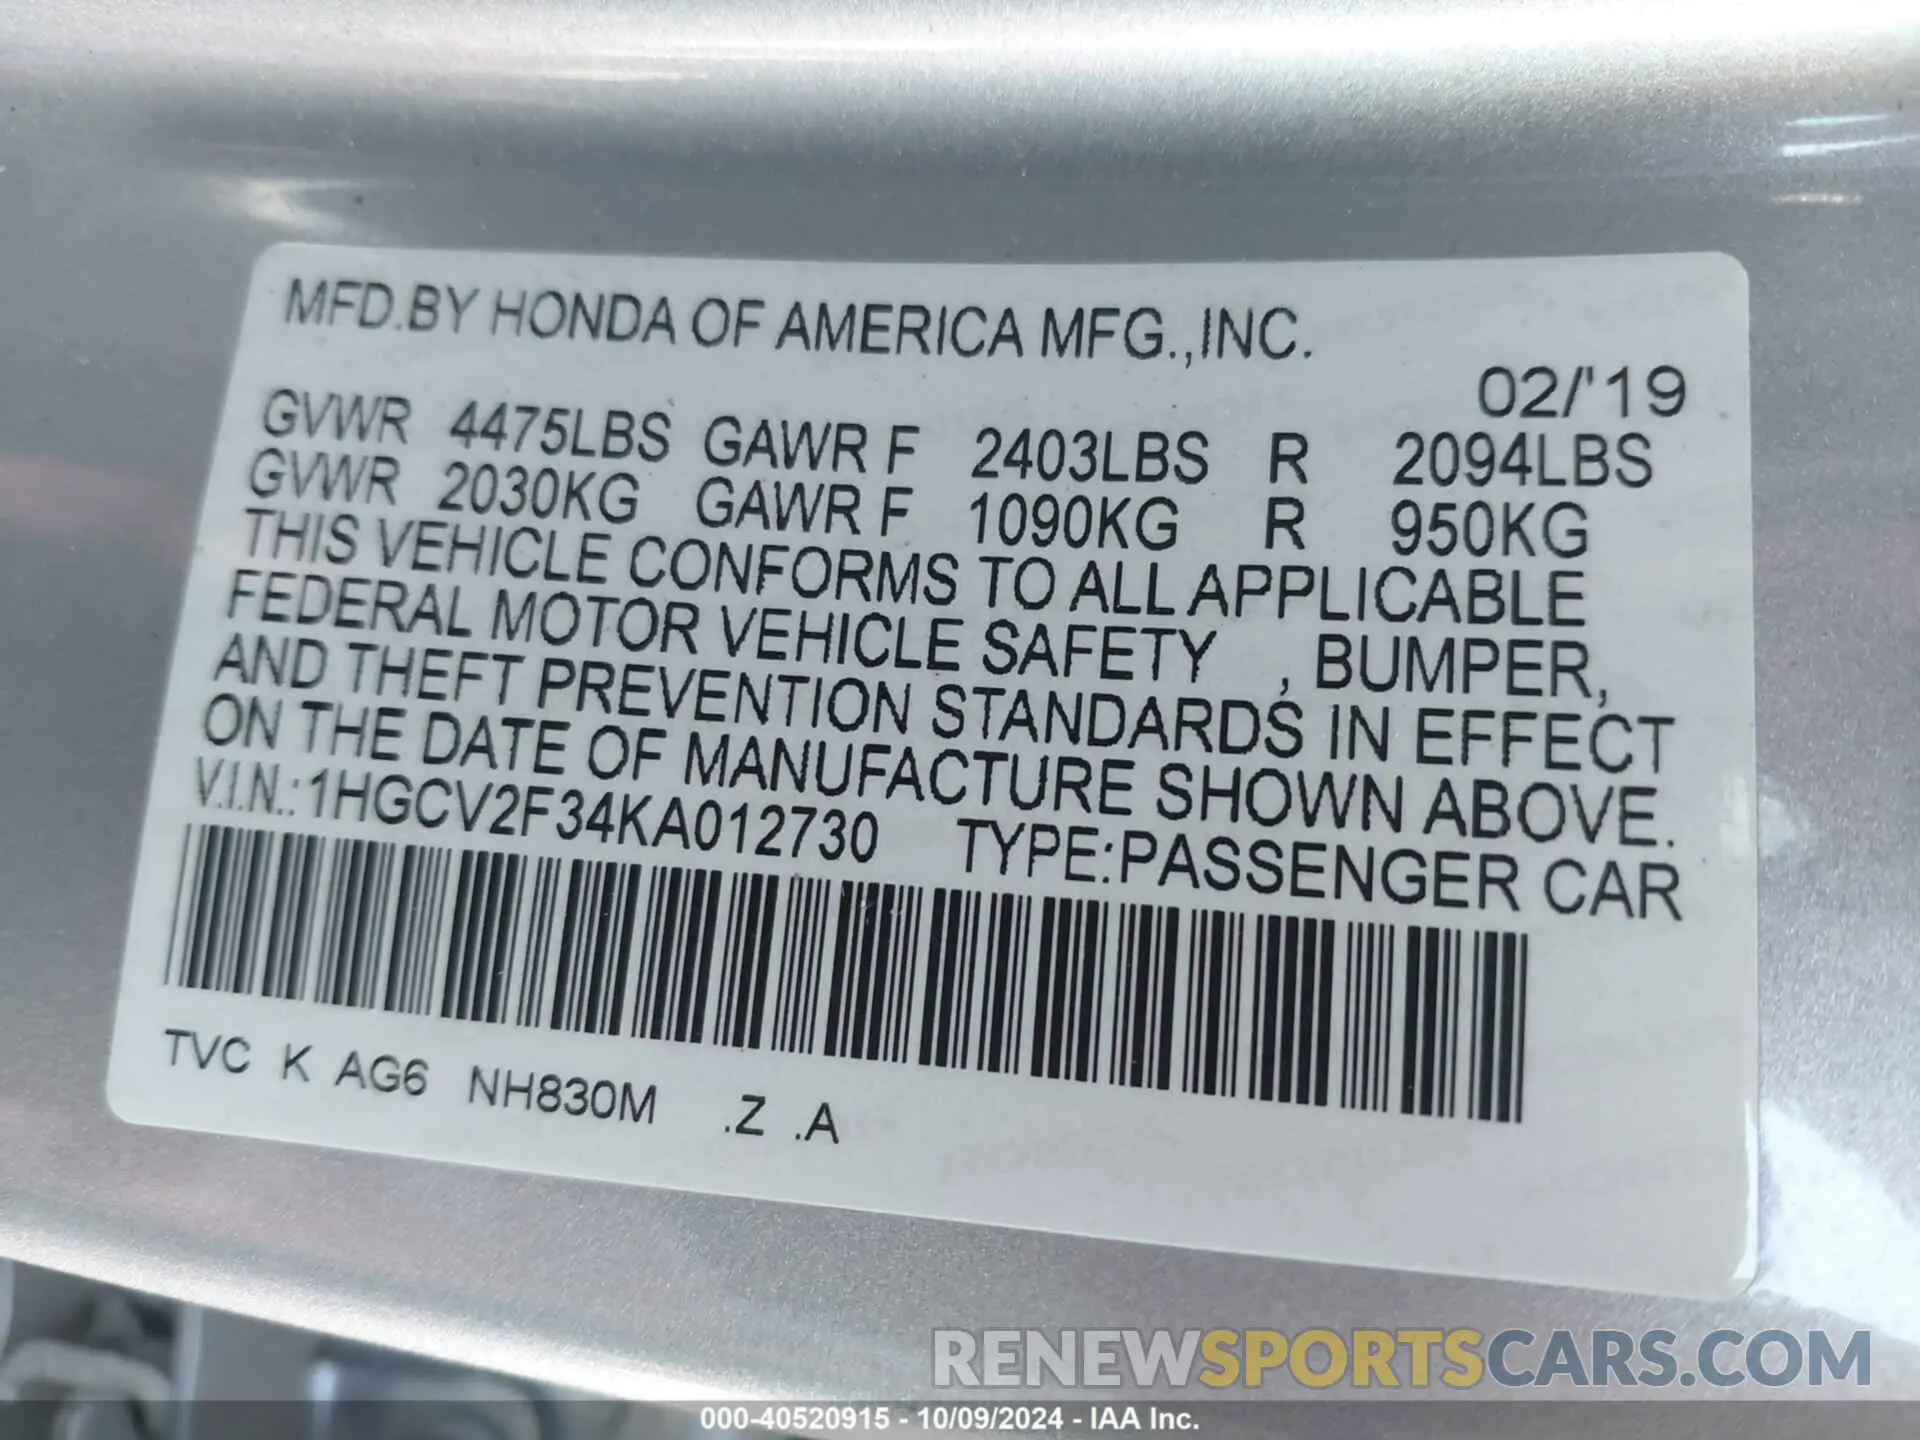 MFD.BY HONDA OF AMERICA MFG.,INC.
02/'19
GVWR 4475LBS GAWR F 2403LBS R 2094LBS
GVWR 2030KG GAWR F 1090KG R 950KG
THIS VEHICLE CONFORMS TO ALL APPLICABLE
FEDERAL MOTOR VEHICLE SAFETY , BUMPER,
AND THEFT PREVENTION STANDARDS IN EFFECT
ON THE DATE OF MANUFACTURE SHOWN ABOVE.
V.I.N.:1HGCV2F34KA012730 TYPE:PASSENGER CAR
TVC K AG6 NH830M .Z .A
RENEWSPORTSCARS.COM
000-40520915 - 10/09/2024 - IAA Inc.